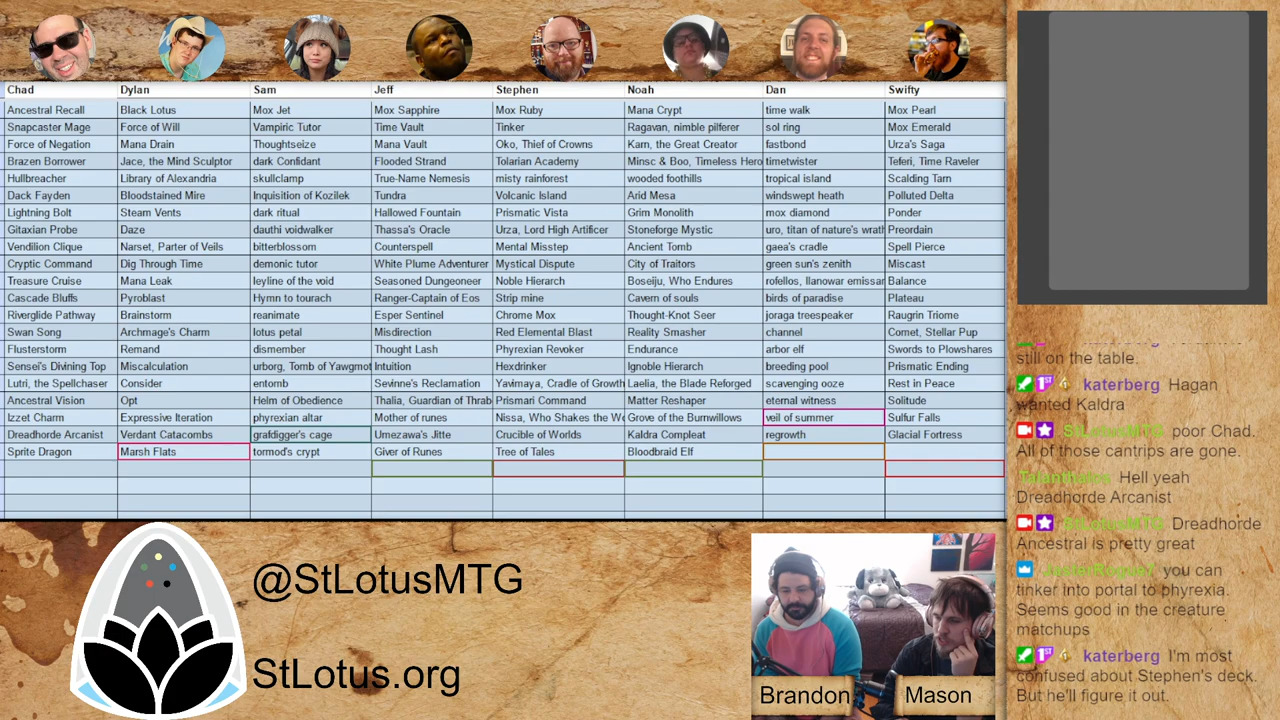 Chad Dylan Sam Jeff Stephen Noah Dan Swifty
Ancestral Recall Black Lotus Mox Jet Mox Sapphire Mox Ruby Mana Crypt time walk Mox Pearl
Snapcaster Mage Force of Will Vampiric Tutor Time Vault Tinker Ragavan, nimble pilferer sol ring Mox Emerald
Force of Negation Mana Drain Thoughtseize Mana Vault Oko, Thief of Crowns Karn, the Great Creator fastbond Urza's Saga
Brazen Borrower Jace, the Mind Sculptor dark Confidant Flooded Strand Tolarian Academy Minsc & Boo, Timeless Hero timetwister Teferi, Time Raveler
Hullbreacher Library of Alexandria skullclamp True-Name Nemesis misty rainforest wooded foothills tropical island Scalding Tarn
Dack Fayden Bloodstained Mire Inquisition of Kozilek Tundra Volcanic Island Arid Mesa windswept heath Polluted Delta
Lightning Bolt Steam Vents dark ritual Hallowed Fountain Prismatic Vista Grim Monolith mox diamond Ponder
Gitaxian Probe Daze dauthi voidwalker Thassa's Oracle Urza, Lord High Artificer Stoneforge Mystic uro, titan of nature's wrath Preordain
Vendilion Clique Narset, Parter of Veils bitterblossom Counterspell Mental Misstep Ancient Tomb gaea's cradle Spell Pierce
Cryptic Command Dig Through Time demonic tutor White Plume Adventurer Mystical Dispute City of Traitors green sun's zenith Miscast
Treasure Cruise Mana Leak leyline of the void Seasoned Dungeoneer Noble Hierarch Boseiju, Who Endures rofellos, llanowar emissar Balance
Cascade Bluffs Pyroblast Hymn to tourach Ranger-Captain of Eos Strip mine Cavern of souls birds of paradise Plateau
Riverglide Pathway Brainstorm reanimate Esper Sentinel Chrome Mox Thought-Knot Seer joraga treespeaker Raugrin Triome
Swan Song Archmage's Charm lotus petal Misdirection Red Elemental Blast Reality Smasher channel Comet, Stellar Pup
Flusterstorm Remand dismember Thought Lash Phyrexian Revoker Endurance arbor elf Swords to Plowshares
Sensei's Divining Top Miscalculation urborg, Tomb of Yawgmot Intuition Hexdrinker Ignoble Hierarch breeding pool Prismatic Ending
Lutri, the Spellchaser Consider entomb Sevinne's Reclamation Yavimaya, Cradle of Growth Laelia, the Blade Reforged scavenging ooze Rest in Peace
Ancestral Vision Opt Helm of Obedience Thalia, Guardian of Thrab Prismari Command Matter Reshaper eternal witness Solitude
Izzet Charm Expressive Iteration phyrexian altar Mother of runes Nissa, Who Shakes the Wo Grove of the Burnwillows veil of summer Sulfur Falls
Dreadhorde Arcanist Verdant Catacombs grafdigger's cage Umezawa's Jitte Crucible of Worlds Kaldra Compleat regrowth Glacial Fortress
Sprite Dragon Marsh Flats tormod's crypt Giver of Runes Tree of Tales Bloodbraid Elf
still on the table.
katerberg Hagan
wanted Kaldra
StLotusMTG poor Chad.
All of those cantrips are gone.
Hell yeah
Dreadhorde Arcanist
StLotusMTG Dreadhorde
Ancestral is pretty great
you can
tinker into portal to phyrexia.
Seems good in the creature
matchups
katerberg I'm most
confused about Stephen's deck.
But he'll figure it out.
@StLotusMTG
StLotus.org
Brandon Mason